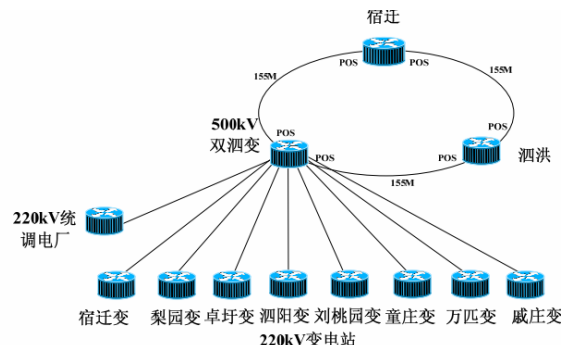 宿迁
POS
POS
155M
155M
500kV
双泗变
POS
POS
POS
POS
泗洪
155M
220kV统
调电厂
宿迁变
梨园变
卓圩变
泗阳变
刘桃园变
童庄变
万匹变
戚庄变
220kV变电站